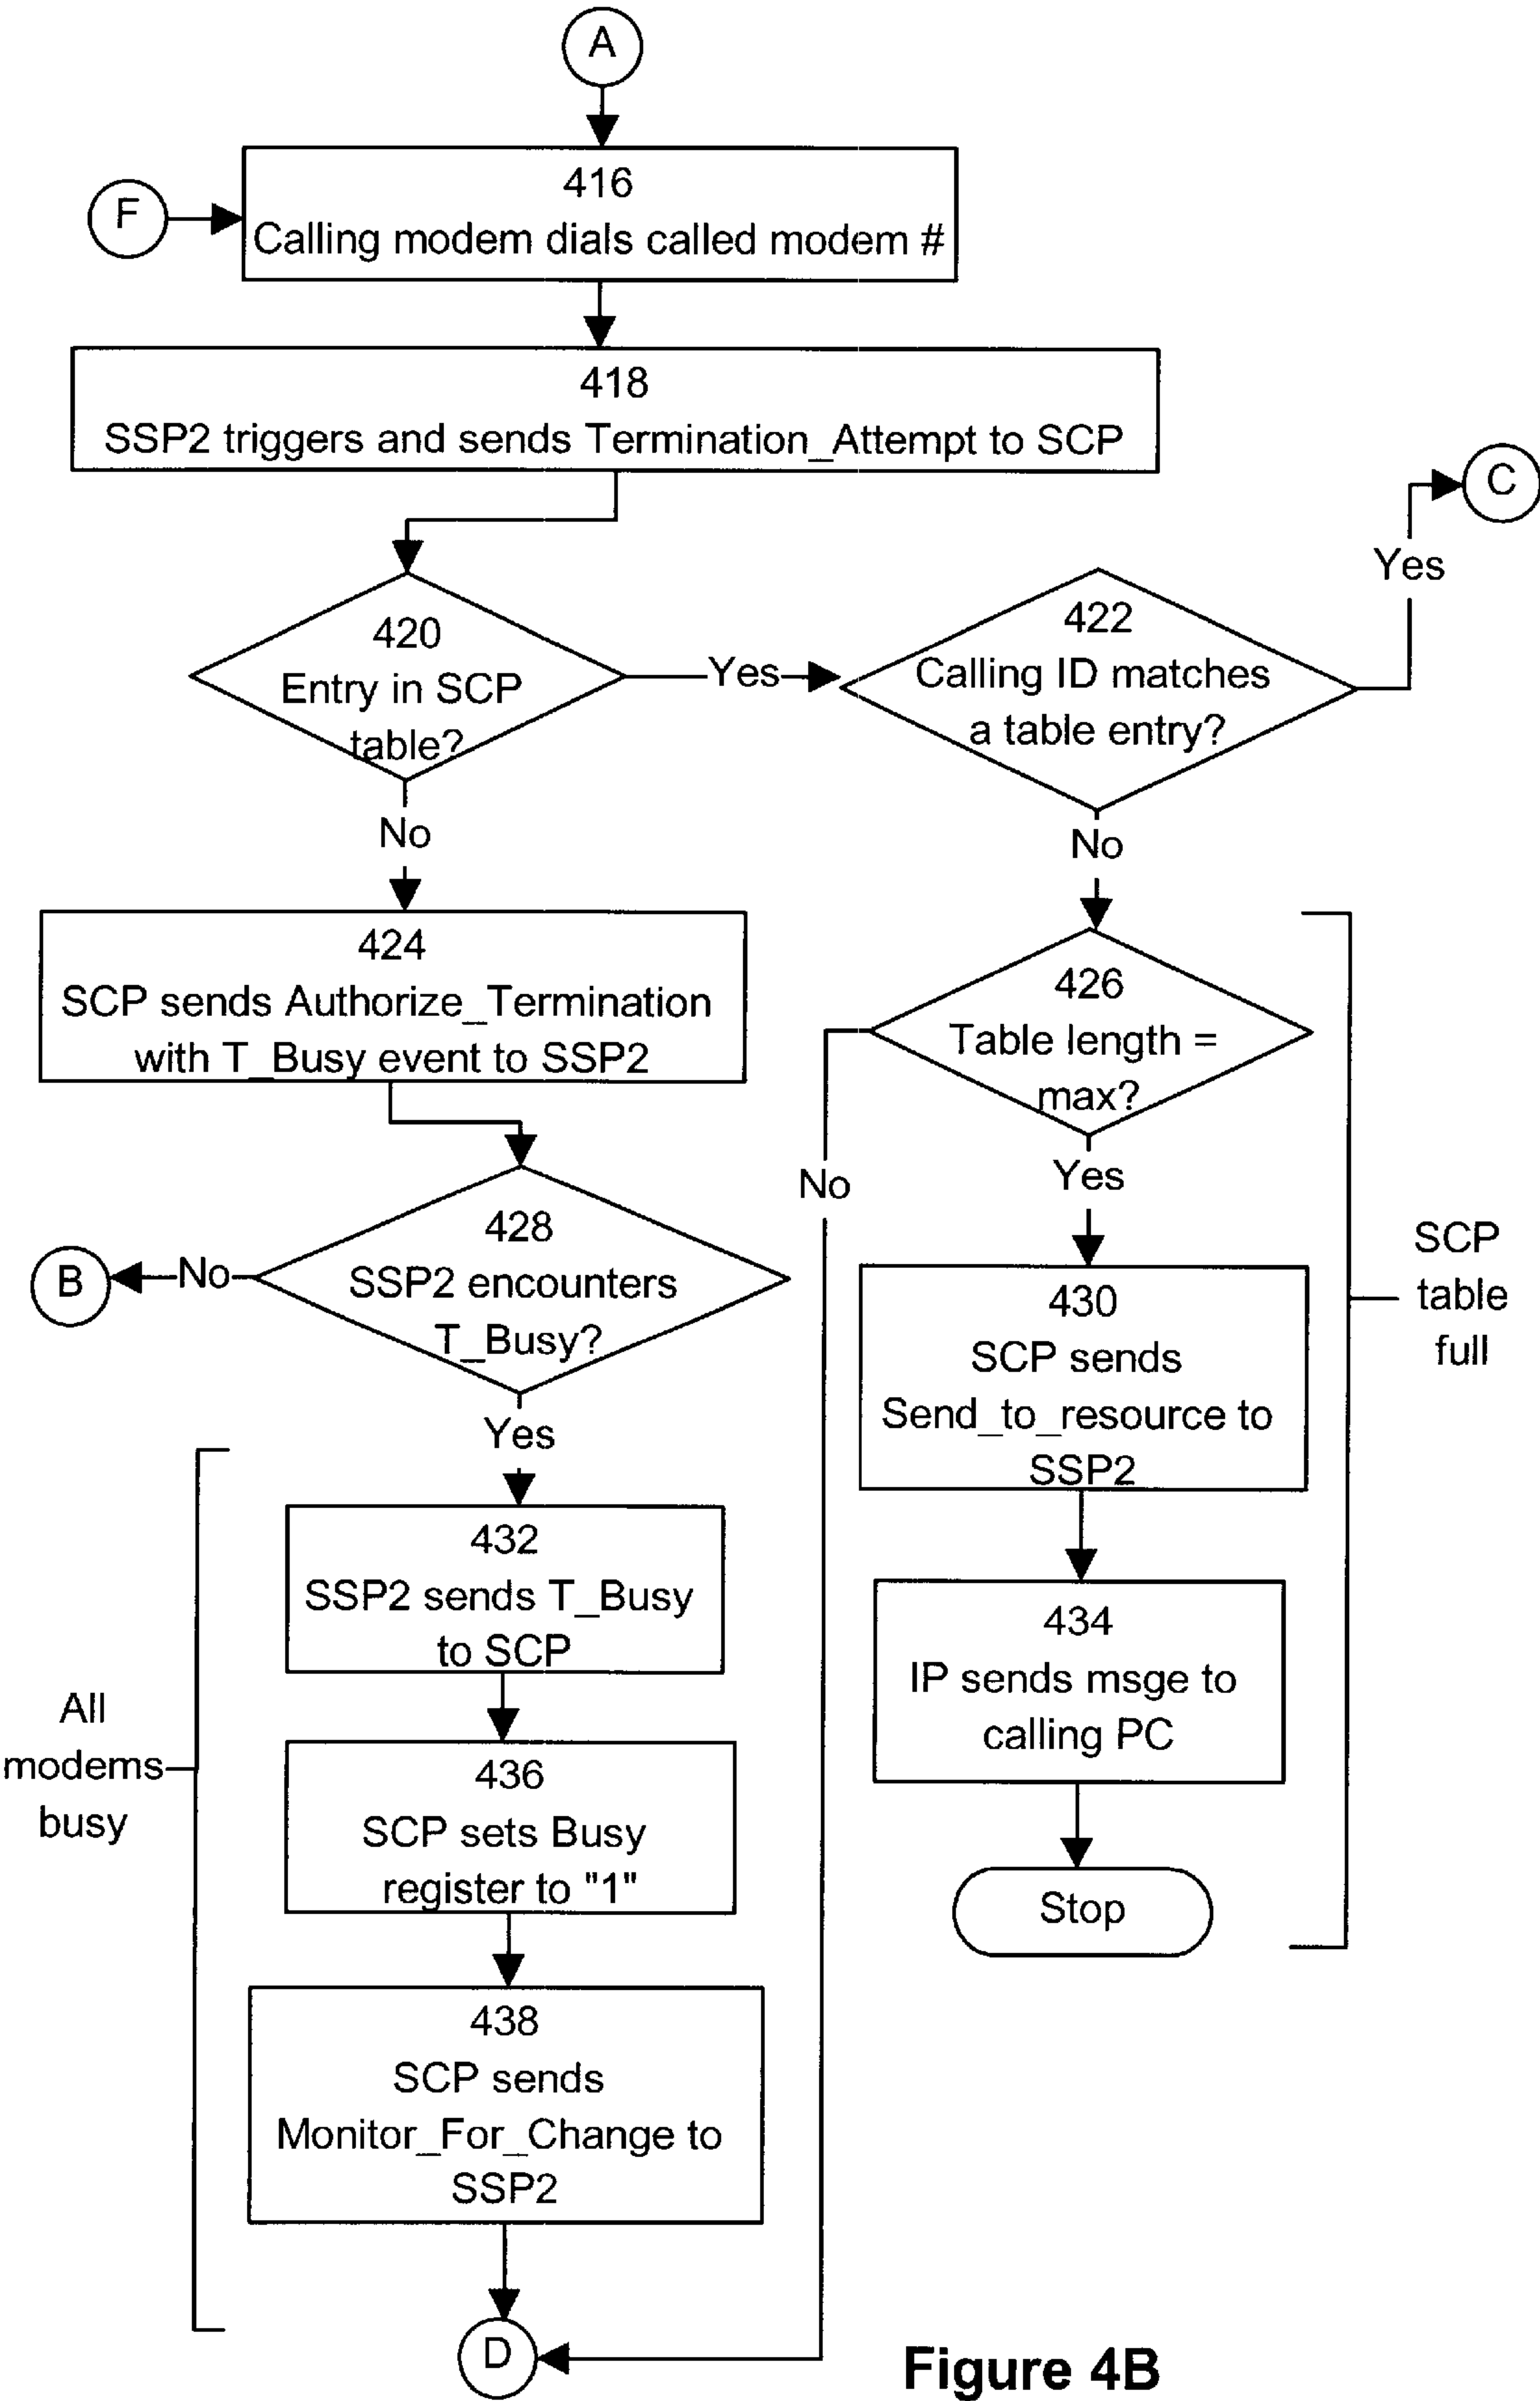 A
F
416
Calling modem dials called modem #
418
SSP2 triggers and sends Termination_Attempt to SCP
C
Yes
420
Entry in SCP
table?
Yes
422
Calling ID matches
a table entry?
No
No
424
SCP sends Authorize_Termination
with T_Busy event to SSP2
426
Table length =
max?
No
Yes
428
SSP2 encounters
T_Busy?
No
B
Yes
430
SCP sends
Send_to_resource to
SSP2
SCP
table
full
432
SSP2 sends T_Busy
to SCP
434
IP sends msge to
calling PC
All
modems
busy
436
SCP sets Busy
register to "1"
Stop
438
SCP sends
Monitor_For_Change to
SSP2
D
Figure 4B